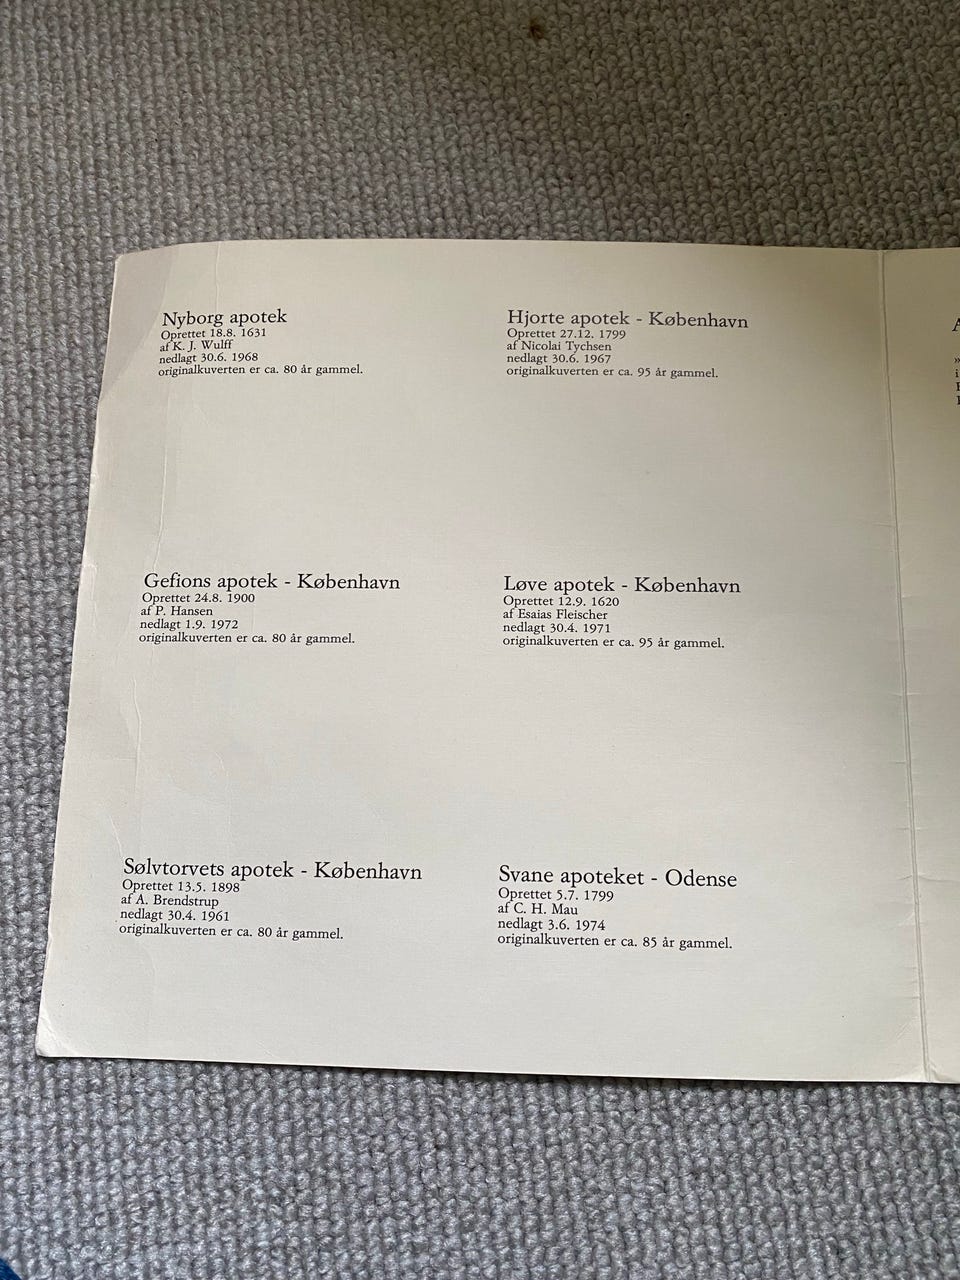 Nyborg apotek
Oprettet 18.8. 1631
af K. J. Wulff
nedlagt 30.6. 1968
originalkuverten er ca. 80 år gammel.
Hjorte apotek - København
Oprettet 27.12. 1799
af Nicolai Tychsen
nedlagt 30.6. 1967
originalkuverten er ca. 95 år gammel.
Gefions apotek - København
Oprettet 24.8. 1900
af P. Hansen
nedlagt 1.9. 1972
originalkuverten er ca. 80 år gammel.
Løve apotek - København
Oprettet 12.9. 1620
af Esaias Fleischer
nedlagt 30.4. 1971
originalkuverten er ca. 95 år gammel.
Sølvtorvets apotek - København
Oprettet 13.5. 1898
af A. Brendstrup
nedlagt 30.4. 1961
originalkuverten er ca. 80 år gammel.
Svane apoteket - Odense
Oprettet 5.7. 1799
af C. H. Mau
nedlagt 3.6. 1974
originalkuverten er ca. 85 år gammel.